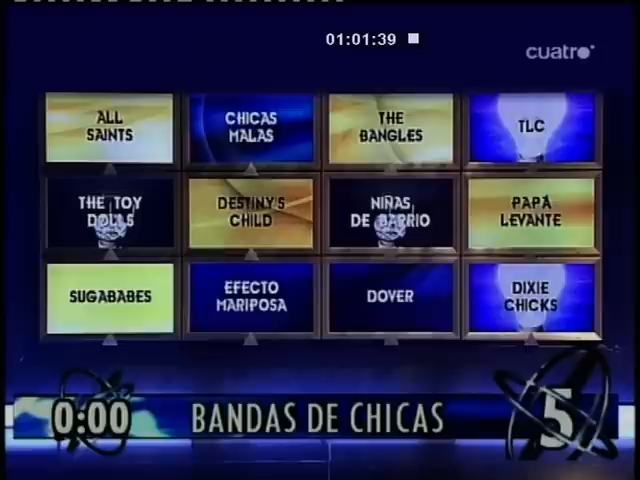 01:01:39
cuatro
ALL
SAINTS
CHICAS
MALAS
THE
BANGLES
TLC
THE TOY
DOLLS
DESTINY'S
CHILD
NIÑAS
DE BARRIO
PAPÁ
LEVANTE
SUGABABES
EFECTO
MARIPOSA
DOVER
DIXIE
CHICKS
0:00
BANDAS DE CHICAS
5